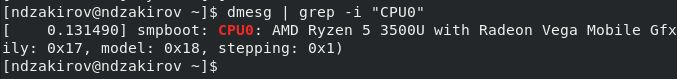 [ndzakirov@ndzakirov ~]$ dmesg | grep -i "CPU0"
[    0.131490] smpboot: CPU0: AMD Ryzen 5 3500U with Radeon Vega Mobile Gfx
ily: 0x17, model: 0x18, stepping: 0x1)
[ndzakirov@ndzakirov ~]$